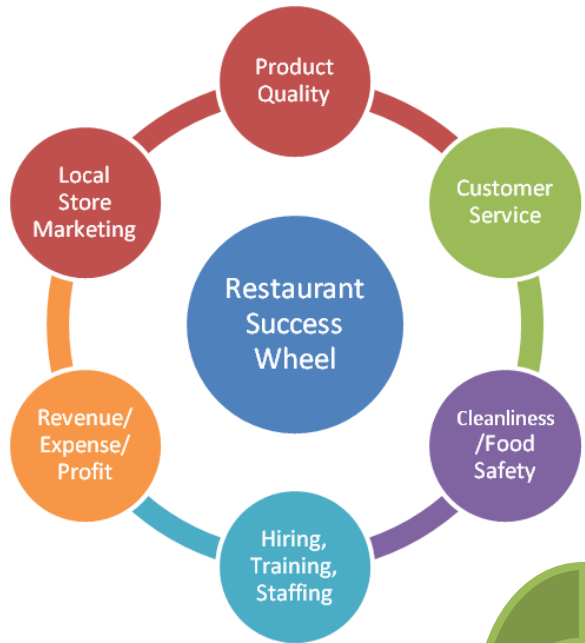 Product
Quality
Customer
Service
Cleanliness
/Food
Safety
Hiring,
Training,
Staffing
Revenue/
Expense/
Profit
Local
Store
Marketing
Restaurant
Success
Wheel